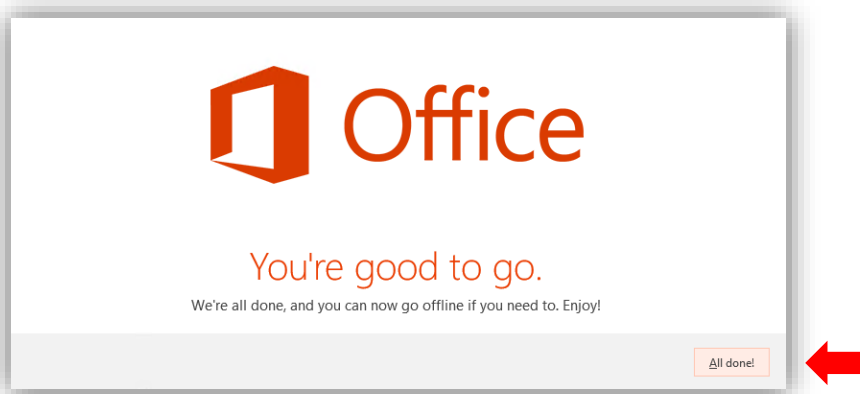 Office
You're good to go.
We're all done, and you can now go offline if you need to. Enjoy!
All done!